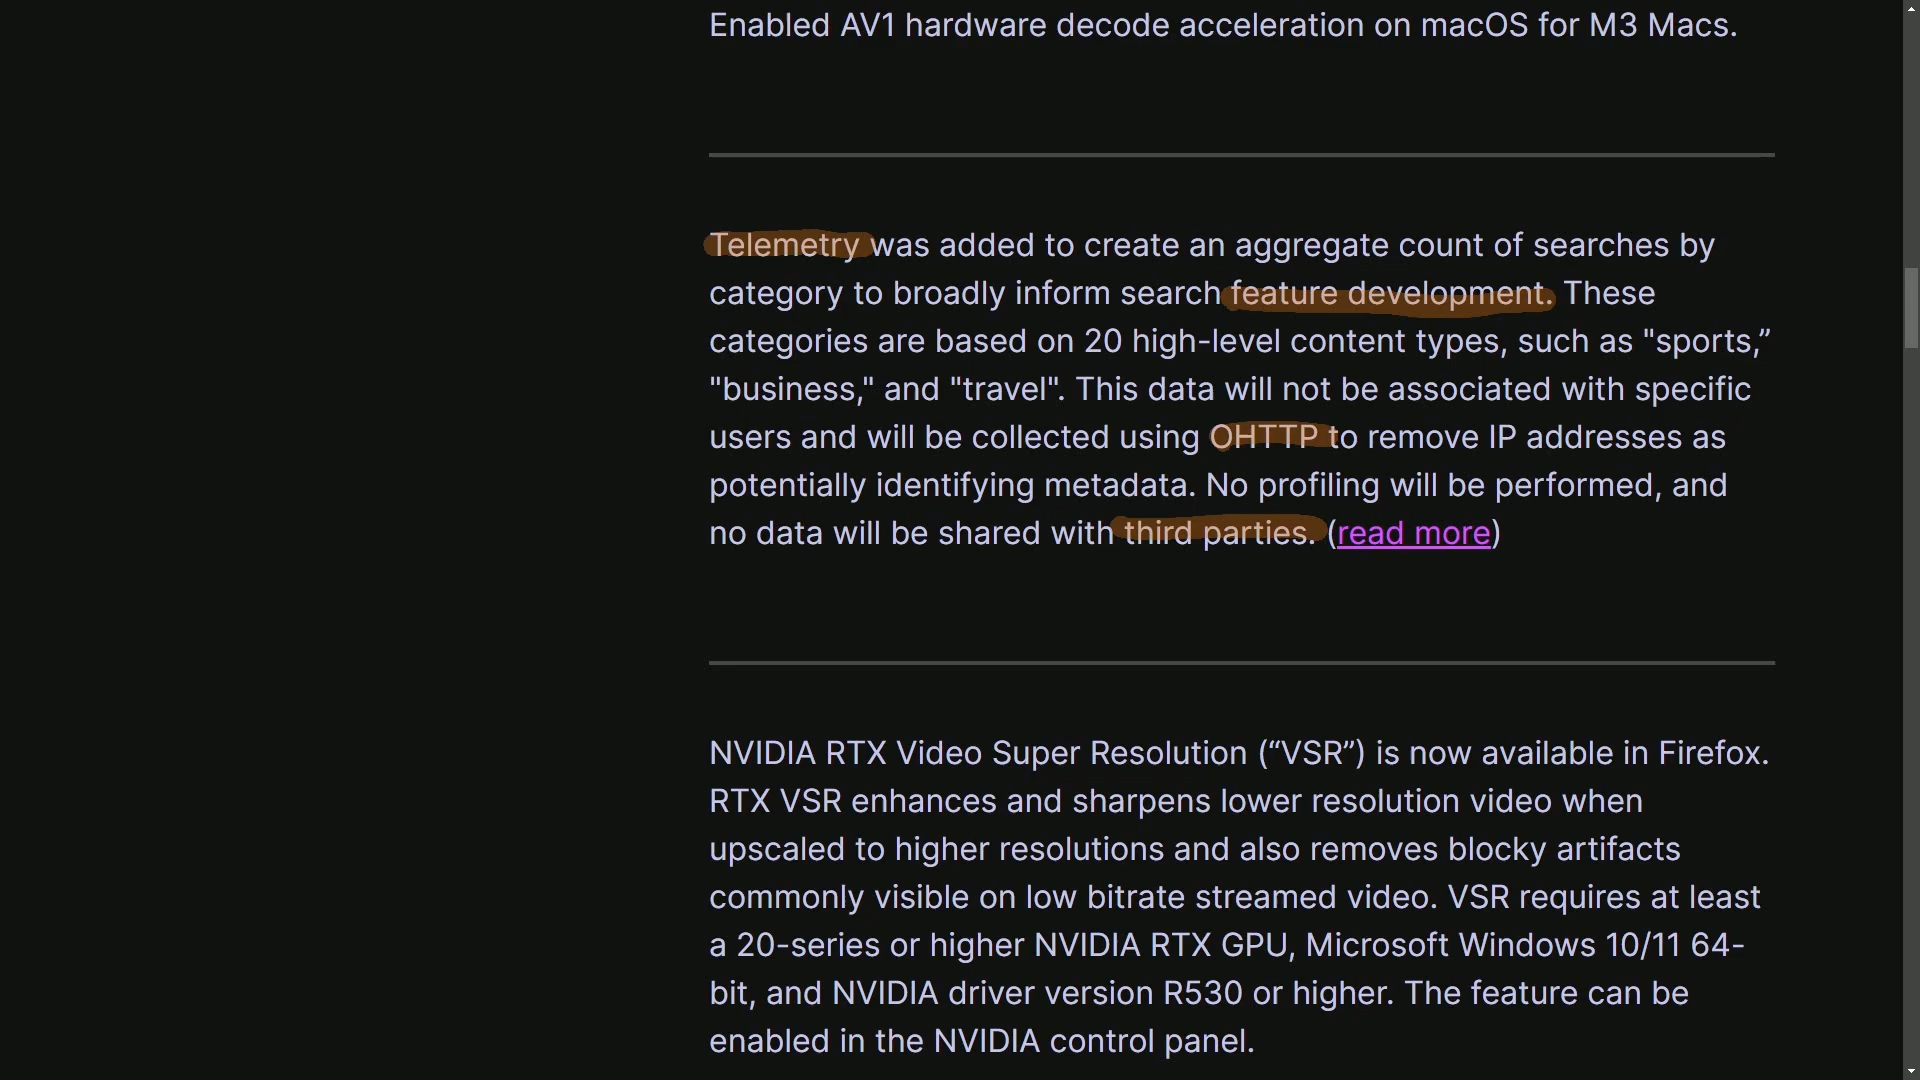 Enabled AV1 hardware decode acceleration on macOS for M3 Macs.
Telemetry was added to create an aggregate count of searches by
category to broadly inform search feature development. These
categories are based on 20 high-level content types, such as "sports,”
"business," and "travel". This data will not be associated with specific
users and will be collected using OHTTP to remove IP addresses as
potentially identifying metadata. No profiling will be performed, and
no data will be shared with third parties. (read more)
NVIDIA RTX Video Super Resolution (“VSR”) is now available in Firefox.
RTX VSR enhances and sharpens lower resolution video when
upscaled to higher resolutions and also removes blocky artifacts
commonly visible on low bitrate streamed video. VSR requires at least
a 20-series or higher NVIDIA RTX GPU, Microsoft Windows 10/11 64-
bit, and NVIDIA driver version R530 or higher. The feature can be
enabled in the NVIDIA control panel.